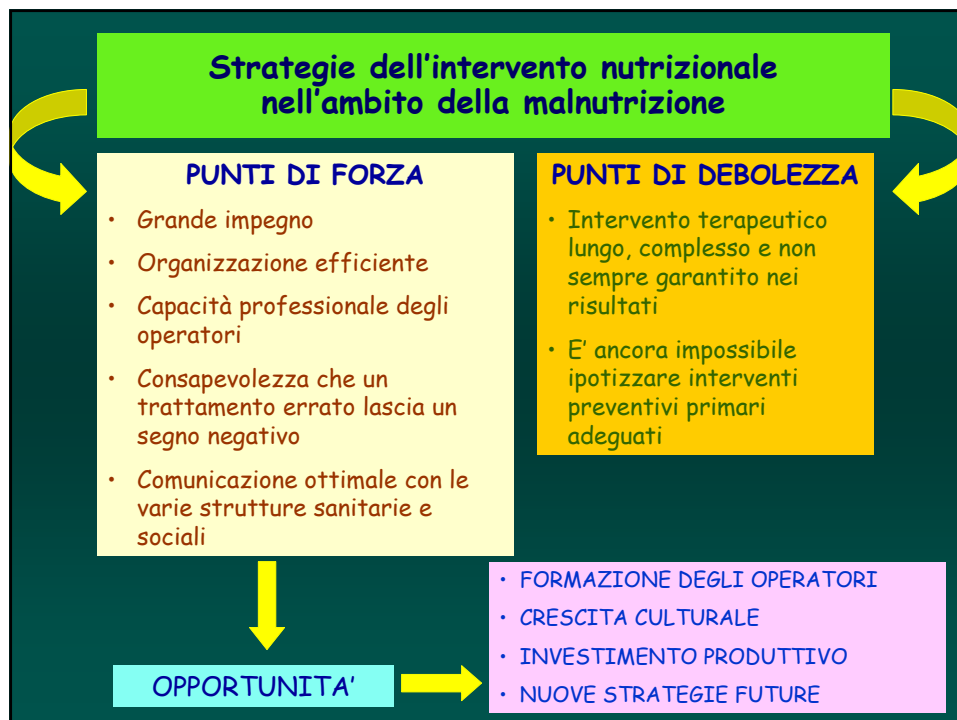 Strategie dell'intervento nutrizionale
nell'ambito della malnutrizione
PUNTI DI FORZA
• Grande impegno
• Organizzazione efficiente
• Capacità professionale degli
operatori
• Consapevolezza che un
trattamento errato lascia un
segno negativo
• Comunicazione ottimale con le
varie strutture sanitarie e
sociali
PUNTI DI DEBOLEZZA
• Intervento terapeutico
lungo, complesso e non
sempre garantito nei
risultati
• E' ancora impossibile
ipotizzare interventi
preventivi primari
adeguati
OPPORTUNITA'
• FORMAZIONE DEGLI OPERATORI
• CRESCITA CULTURALE
• INVESTIMENTO PRODUTTIVO
• NUOVE STRATEGIE FUTURE